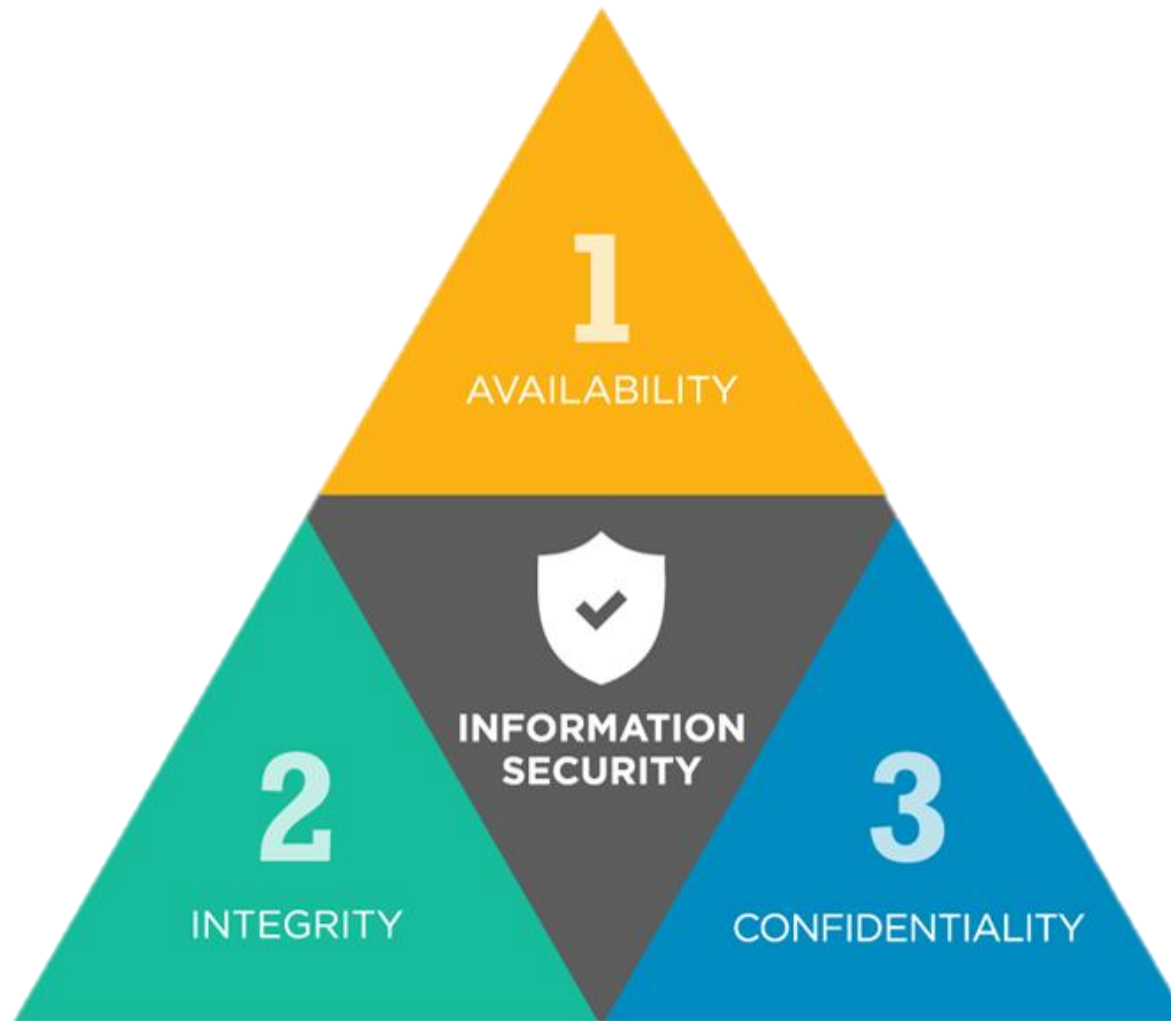 1
AVAILABILITY
INFORMATION
SECURITY
2
INTEGRITY
3
CONFIDENTIALITY